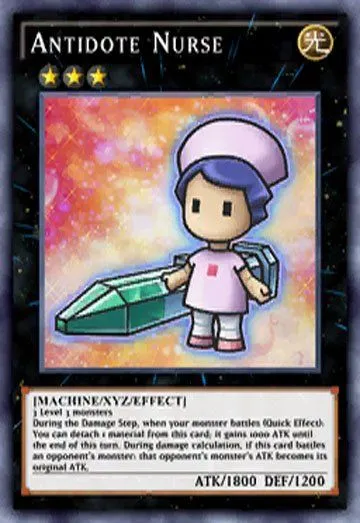 Antidote Nurse
光
[MACHINE/XYZ/EFFECT]
3 Level 3 monsters
During the Damage Step, when your monster battles (Quick Effect):
You can detach 1 material from this card; it gains 1000 ATK until
the end of this turn. During damage calculation, if this card battles
an opponent's monster: that opponent's monster's ATK becomes its
original ATK.
ATK/1800 DEF/1200